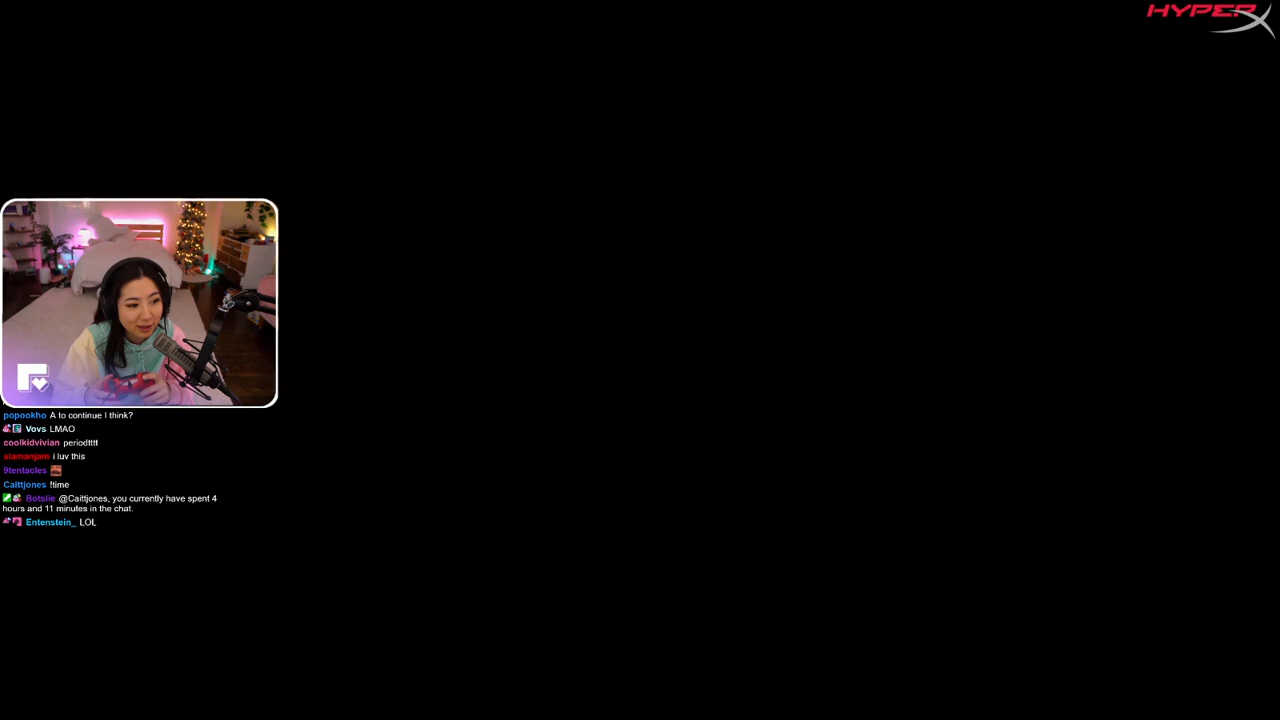 HYPERX
popookho A to continue I think?
Vovs LMAO
coolkidvivian periodtttt
slamanjam i luv this
9tentacles
Caittjones !time
Botslie @Caittjones, you currently have spent 4
hours and 11 minutes in the chat.
Entenstein_ LOL